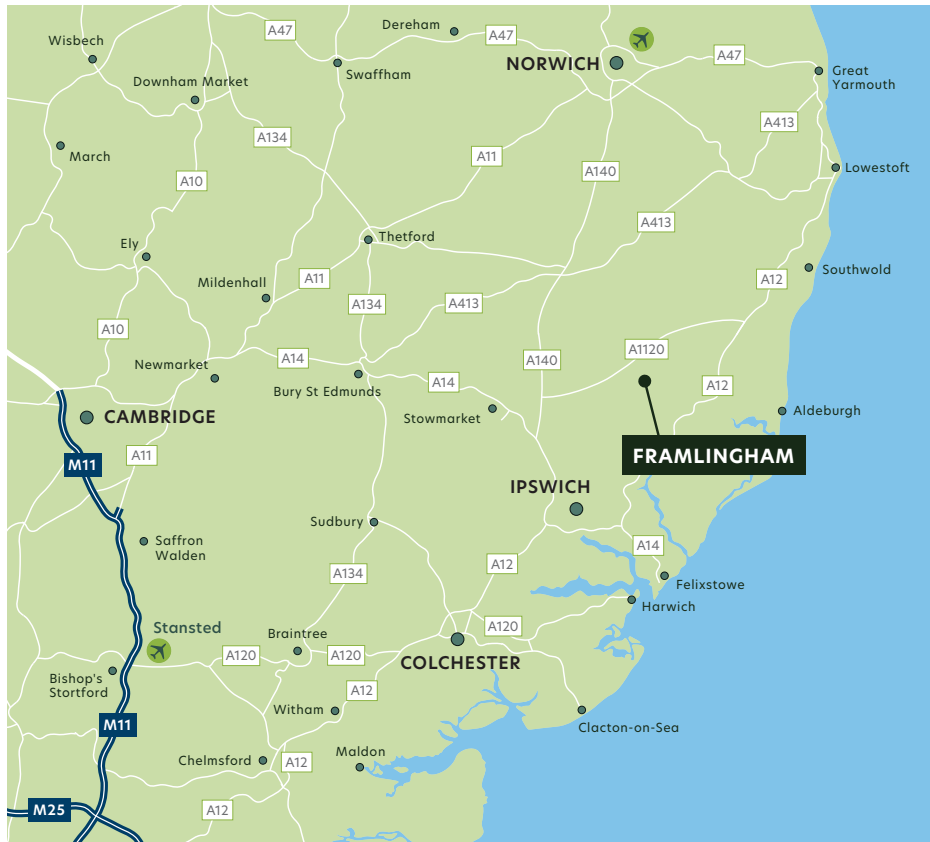 A47
Dereham
A47
Wisbech
NORWICH
A47
Swaffham
Great
Yarmouth
Downham Market
A413
A134
March
A11
A140
Lowestoft
A10
A413
Thetford
Ely
Southwold
A11
A12
Mildenhall
A134
A413
A10
A1120
A14
A140
Newmarket
A14
A12
Bury St Edmunds
Aldeburgh
Stowmarket
CAMBRIDGE
A11
FRAMLINGHAM
M11
IPSWICH
Sudbury
Saffron
Walden
A14
A12
A134
Felixstowe
Harwich
Stansted
A120
Braintree
A120
A120
COLCHESTER
Bishop's
Stortford
A12
Witham
M11
Clacton-on-Sea
Maldon
Chelmsford
A12
M25
A12